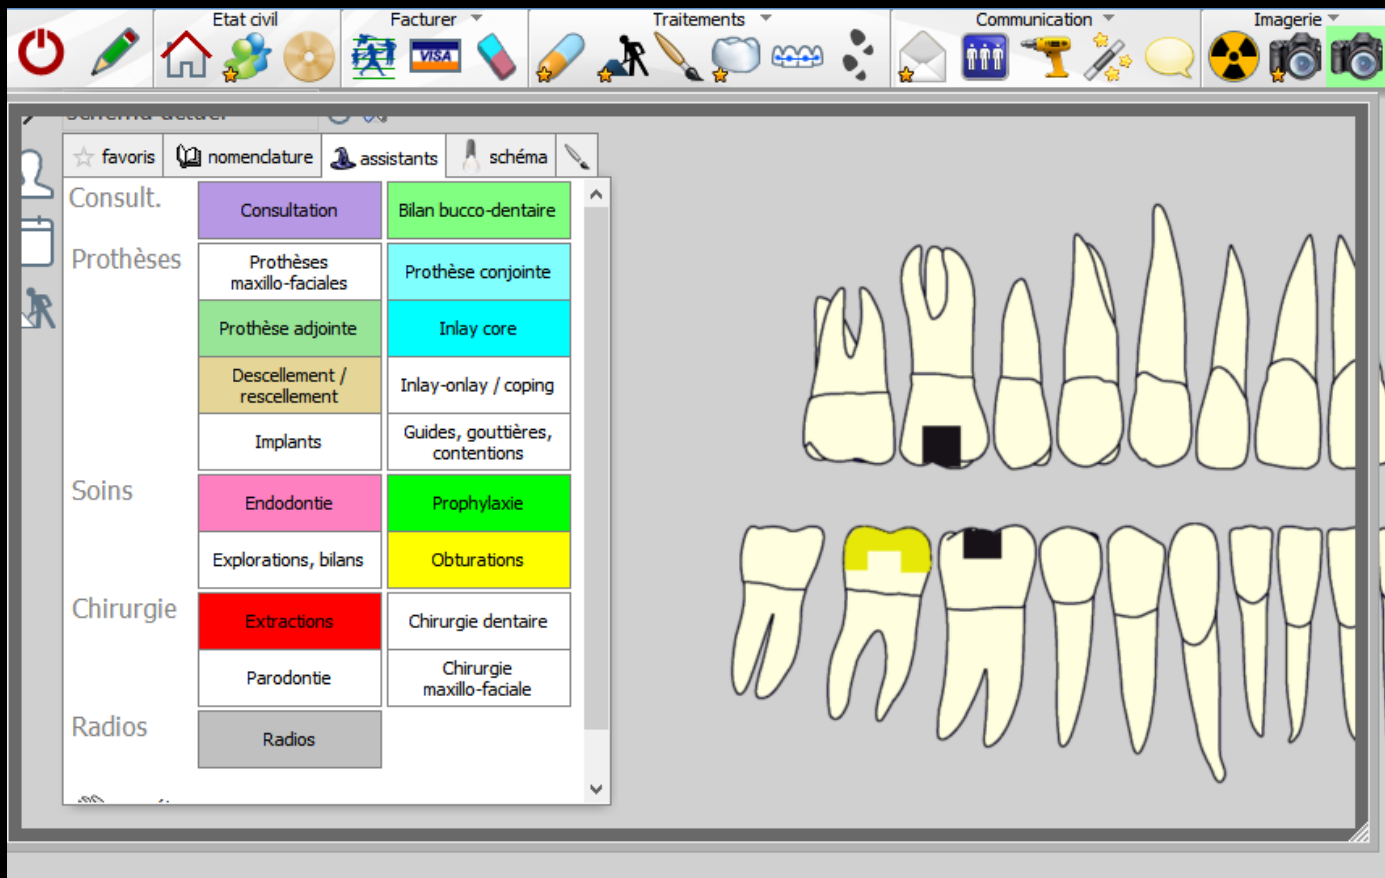 Etat civil
Facturer
Traitements
Communication
Imagerie
VISA
favoris
nomenclature
assistants
schéma
Consult.
Consultation
Bilan bucco-dentaire
Prothèses
Prothèses
maxillo-faciales
Prothèse conjointe
Prothèse adjointe
Inlay core
Descellement /
rescellement
Inlay-onlay / coping
Implants
Guides, gouttières,
contentions
Soins
Endodontie
Prophylaxie
Explorations, bilans
Obturations
Chirurgie
Extractions
Chirurgie dentaire
Parodontie
Chirurgie
maxillo-faciale
Radios
Radios